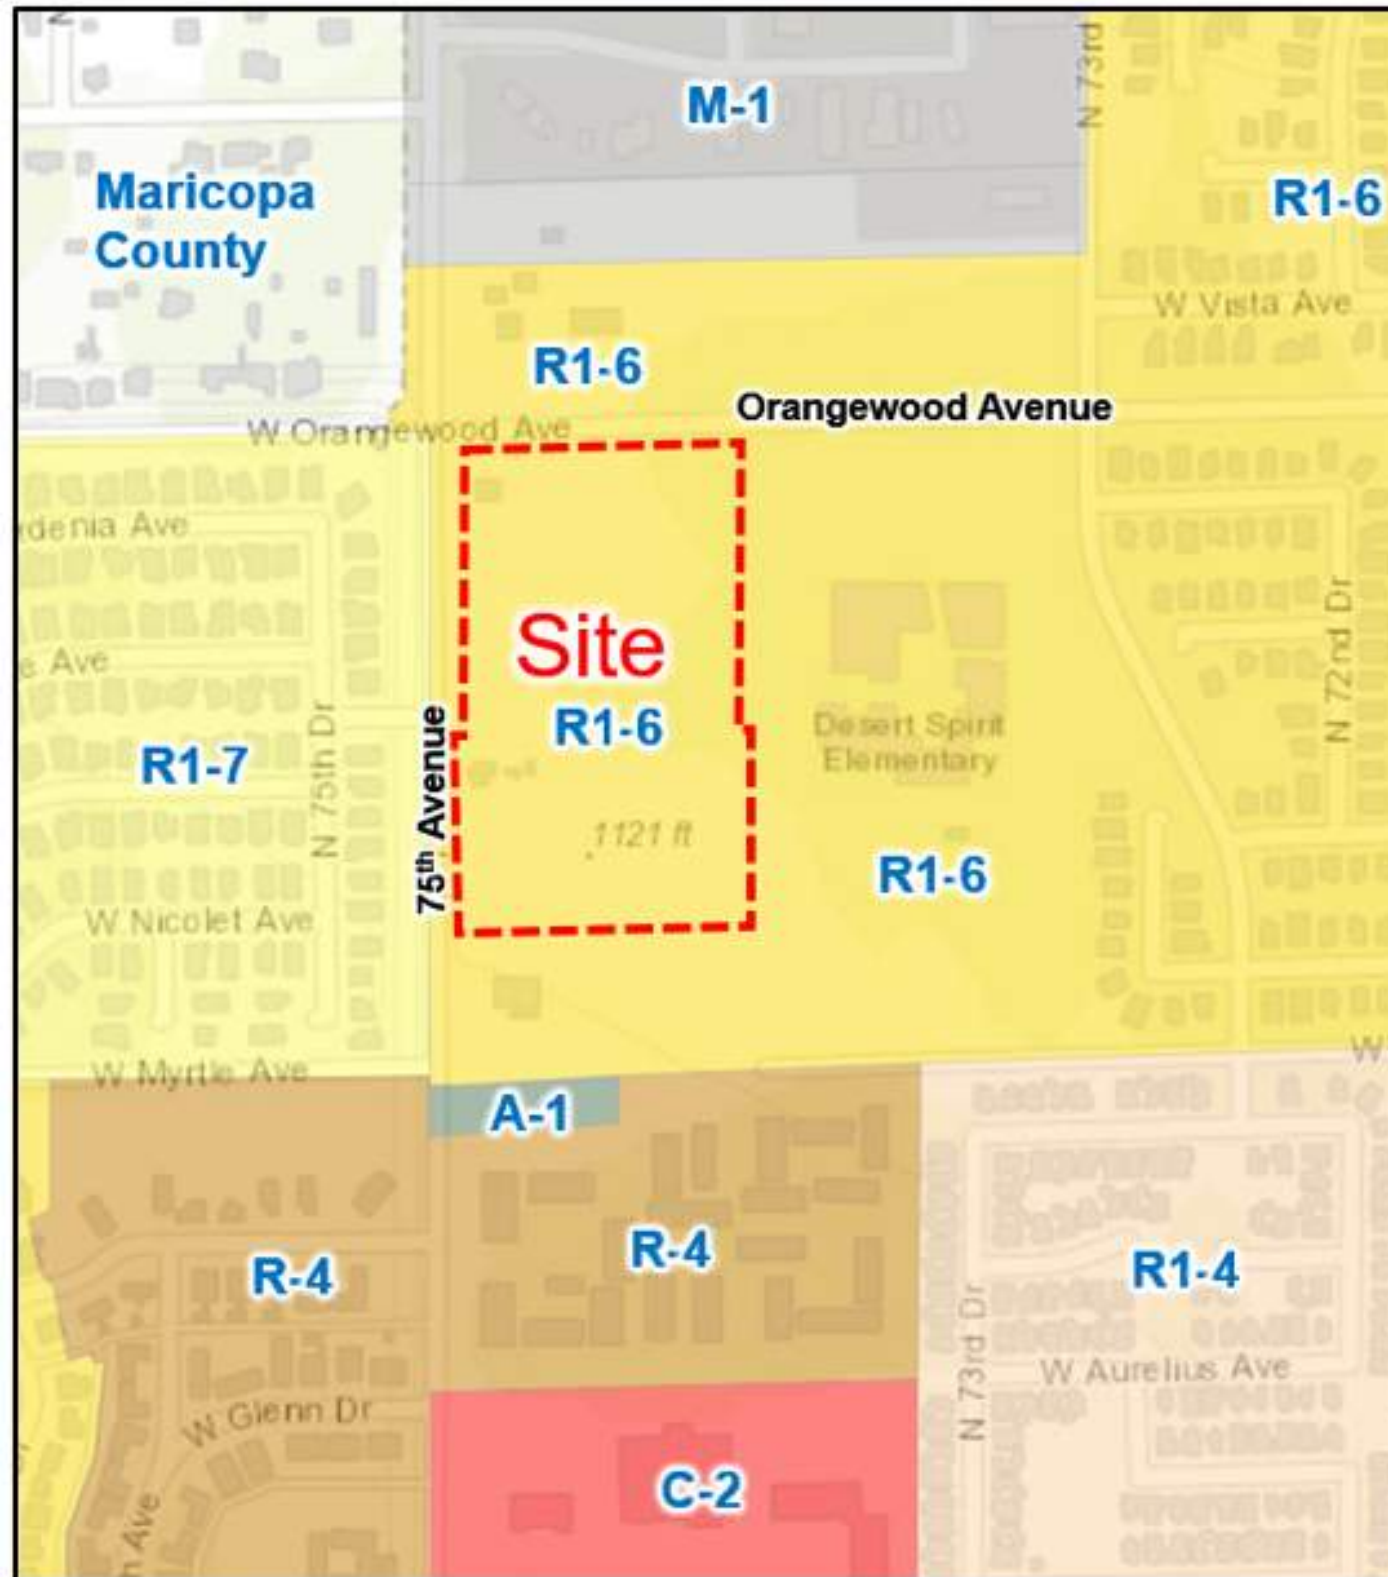 M-1
N 73rd
Maricopa
County
R1-6
W Vista Ave
R1-6
Orangewood Avenue
W Orangewood Ave
rdenia Ave
Site
R1-6
N 72nd Dr
e Ave
Desert Spirit
Elementary
R1-7
N 75th Dr
75th Avenue
1121 ft
R1-6
W Nicolet Ave
W Myrtle Ave
W
A-1
R-4
R-4
R1-4
N 73rd Dr
W Aurelius Ave
W Glenn Dr
C-2
h Ave